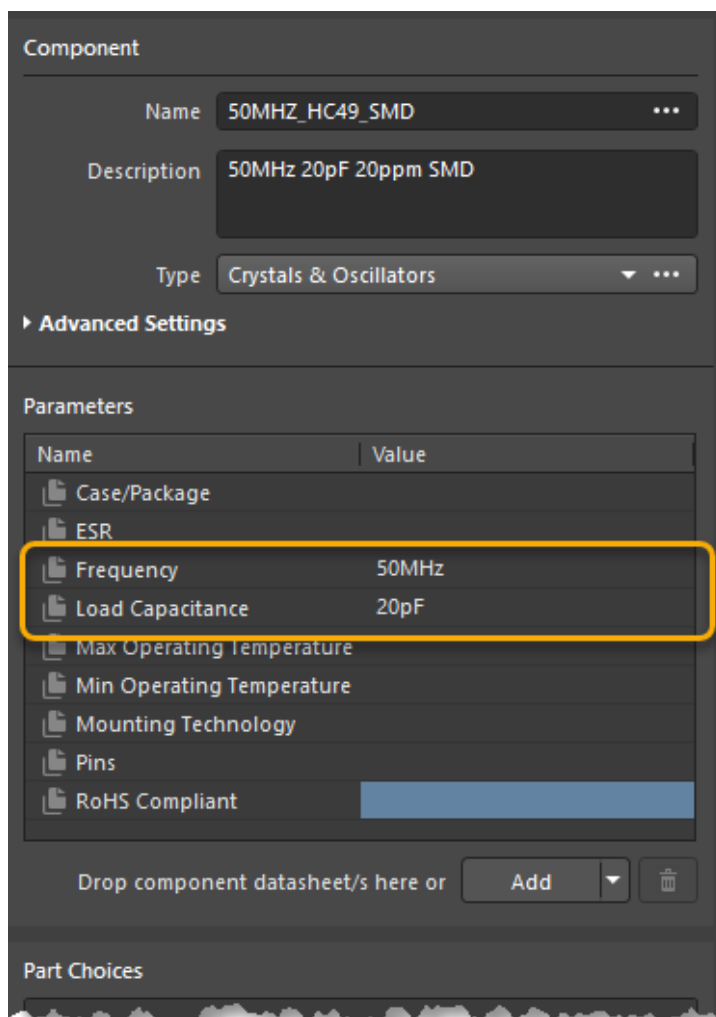 Component
Name 50MHZ_HC49_SMD ...
Description 50MHz 20pF 20ppm SMD
Type Crystals & Oscillators ...
Advanced Settings
Parameters
Name Value
Case/Package
ESR
Frequency 50MHz
Load Capacitance 20pF
Max Operating Temperature
Min Operating Temperature
Mounting Technology
Pins
RoHS Compliant
Drop component datasheet/s here or Add
Part Choices